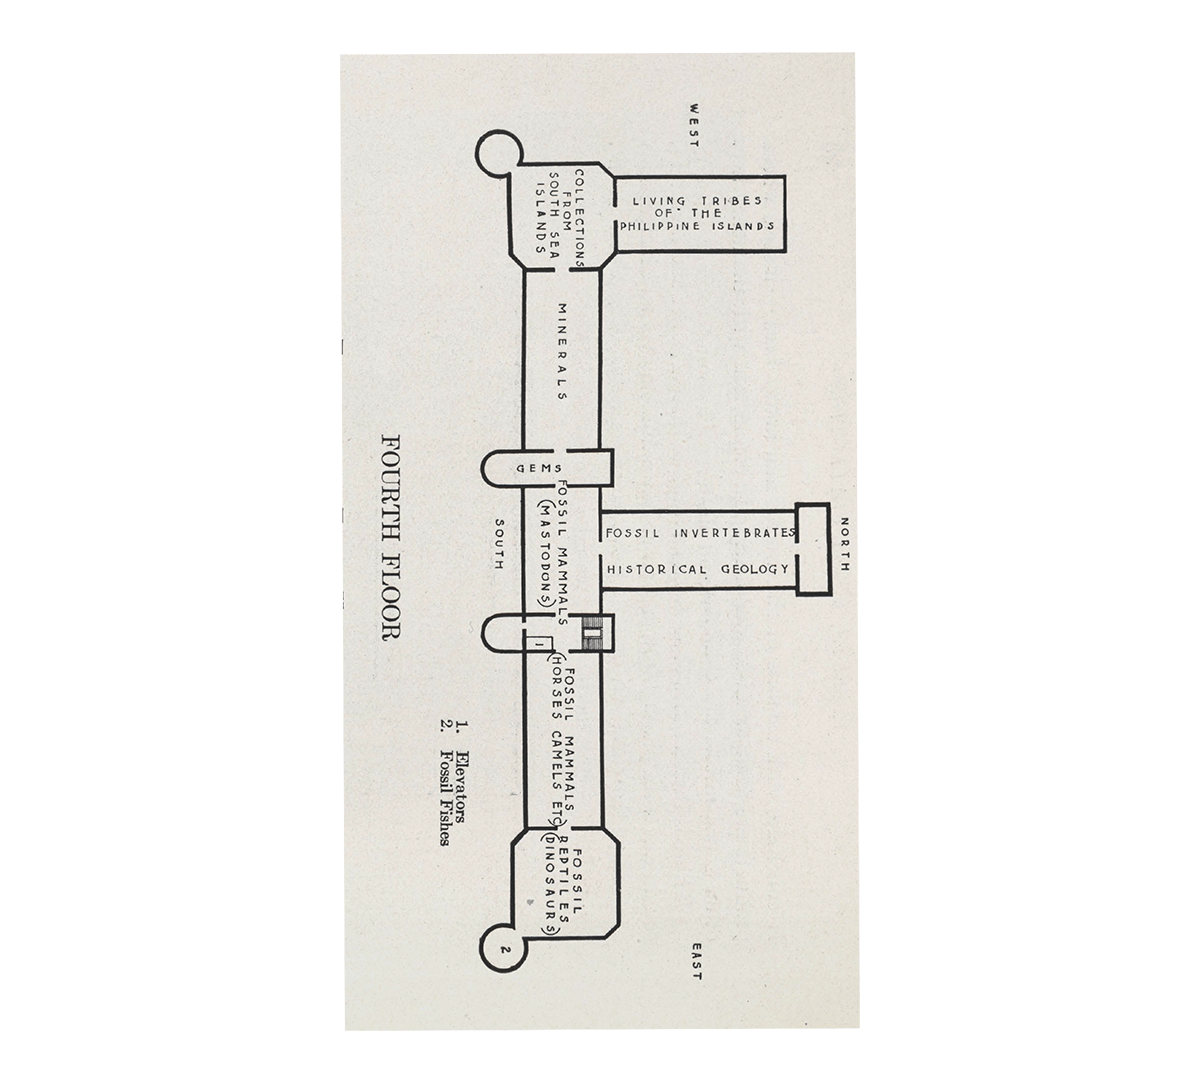 WEST
LIVING TRIBES
OF THE
PHILIPPINE ISLANDS
COLLECTIONS
FROM
SOUTH SEA
ISLANDS
MINERALS
GEMS
FOSSIL MAMMALS
(MASTODONS)
NORTH
FOSSIL INVERTEBRATES
HISTORICAL GEOLOGY
SOUTH
1
FOSSIL MAMMALS
(HORSES CAMELS ETC)
FOSSIL
REPTILES
(DINOSAURS)
2
EAST
1. Elevators
2. Fossil Fishes
FOURTH FLOOR